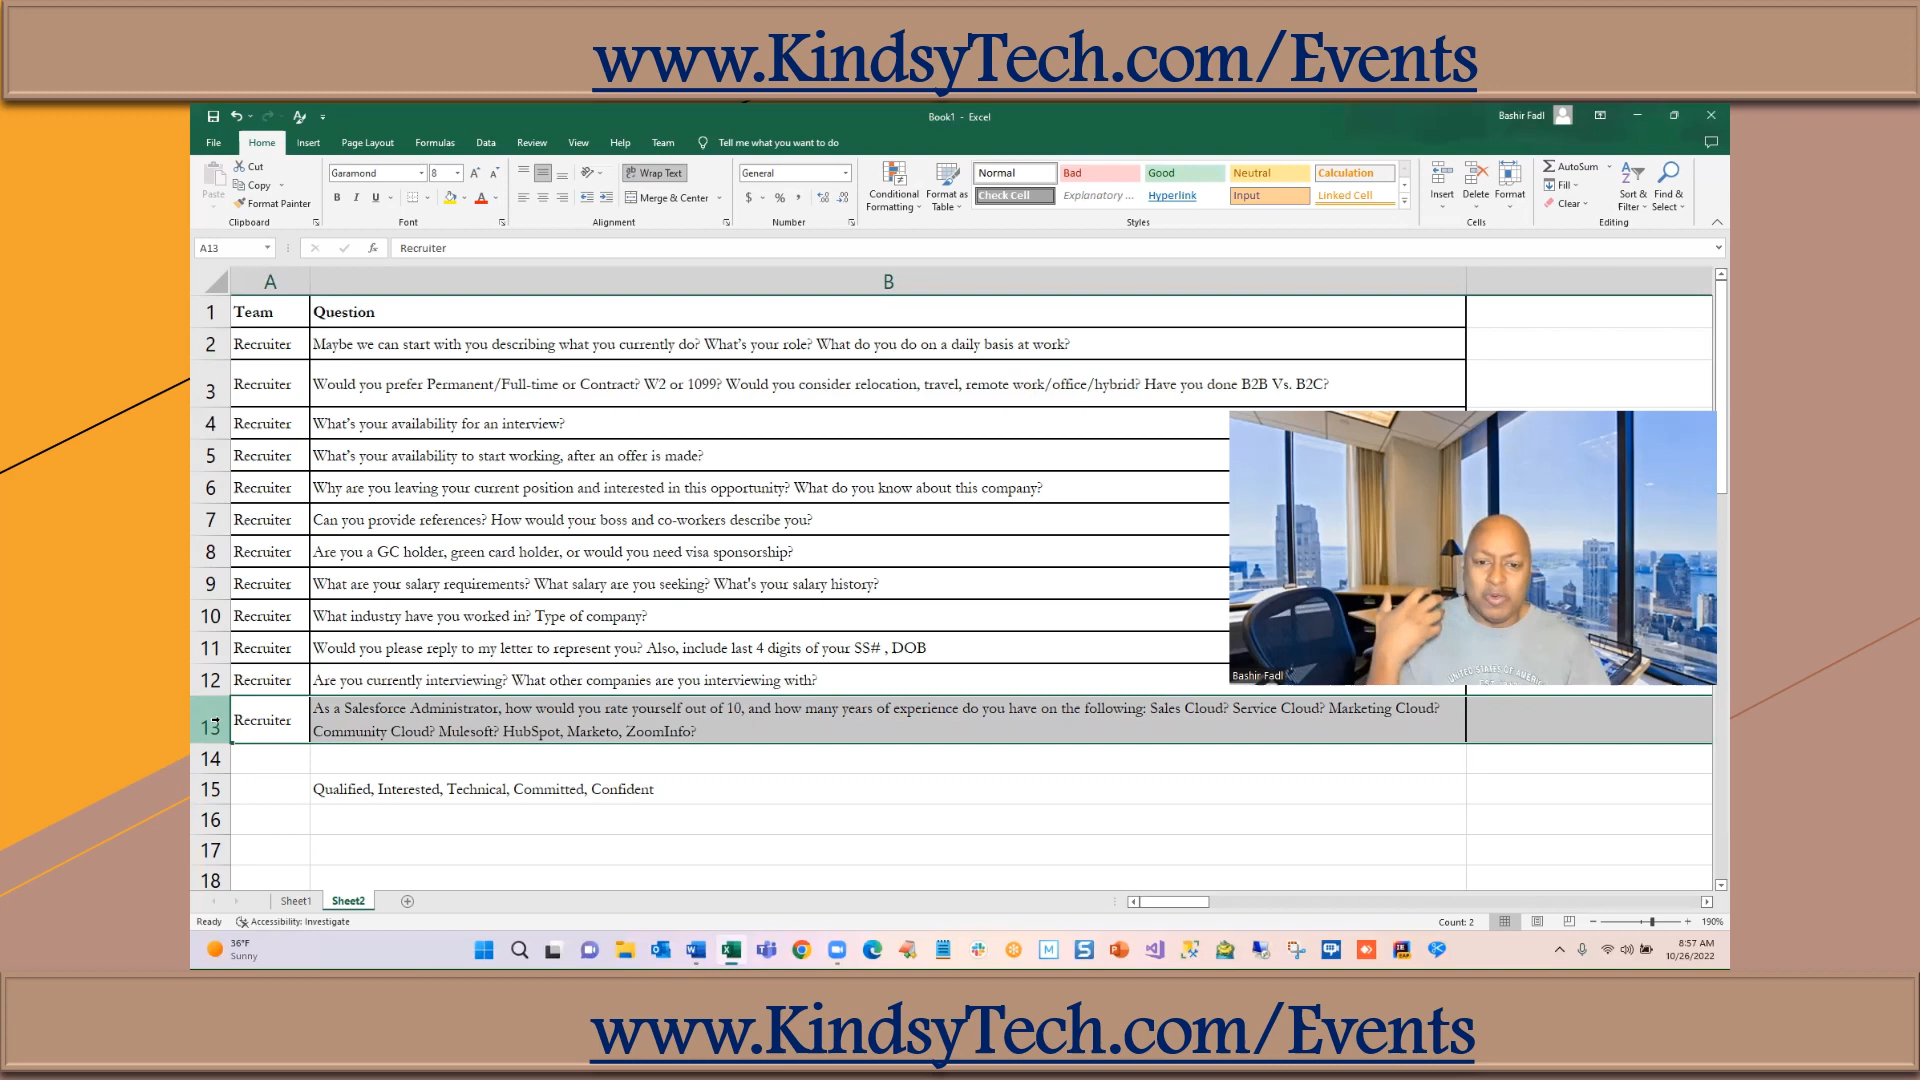 www.KindsyTech.com/Events
Book1 - Excel
Bashir Fadl
File Home Insert Page Layout Formulas Data Review View Help Team Tell me what you want to do
Paste
Cut
Copy
Format Painter
Clipboard
Garamond 8
B I U
Font
Wrap Text
Merge & Center
Alignment
General
$ % ,
Number
Conditional Formatting
Format as Table
Normal Bad Good Neutral Calculation
Check Cell Explanatory ... Hyperlink Input Linked Cell
Styles
Insert Delete Format
Cells
AutoSum
Fill
Clear
Sort & Filter
Find & Select
Editing
A13 fx Recruiter
A B
1 Team Question
2 Recruiter Maybe we can start with you describing what you currently do? What's your role? What do you do on a daily basis at work?
3 Recruiter Would you prefer Permanent/Full-time or Contract? W2 or 1099? Would you consider relocation, travel, remote work/office/hybrid? Have you done B2B Vs. B2C?
4 Recruiter What's your availability for an interview?
5 Recruiter What's your availability to start working, after an offer is made?
6 Recruiter Why are you leaving your current position and interested in this opportunity? What do you know about this company?
7 Recruiter Can you provide references? How would your boss and co-workers describe you?
8 Recruiter Are you a GC holder, green card holder, or would you need visa sponsorship?
9 Recruiter What are your salary requirements? What salary are you seeking? What's your salary history?
10 Recruiter What industry have you worked in? Type of company?
11 Recruiter Would you please reply to my letter to represent you? Also, include last 4 digits of your SS# , DOB
12 Recruiter Are you currently interviewing? What other companies are you interviewing with?
13 Recruiter As a Salesforce Administrator, how would you rate yourself out of 10, and how many years of experience do you have on the following: Sales Cloud? Service Cloud? Marketing Cloud?
Community Cloud? Mulesoft? HubSpot, Marketo, ZoomInfo?
14
15 Qualified, Interested, Technical, Committed, Confident
16
17
18
UNITED STATES OF AMERICA
Bashir Fadl
Sheet1 Sheet2
Ready Accessibility: Investigate
Count: 2
190%
36°F
Sunny
8:57 AM
10/26/2022
www.KindsyTech.com/Events